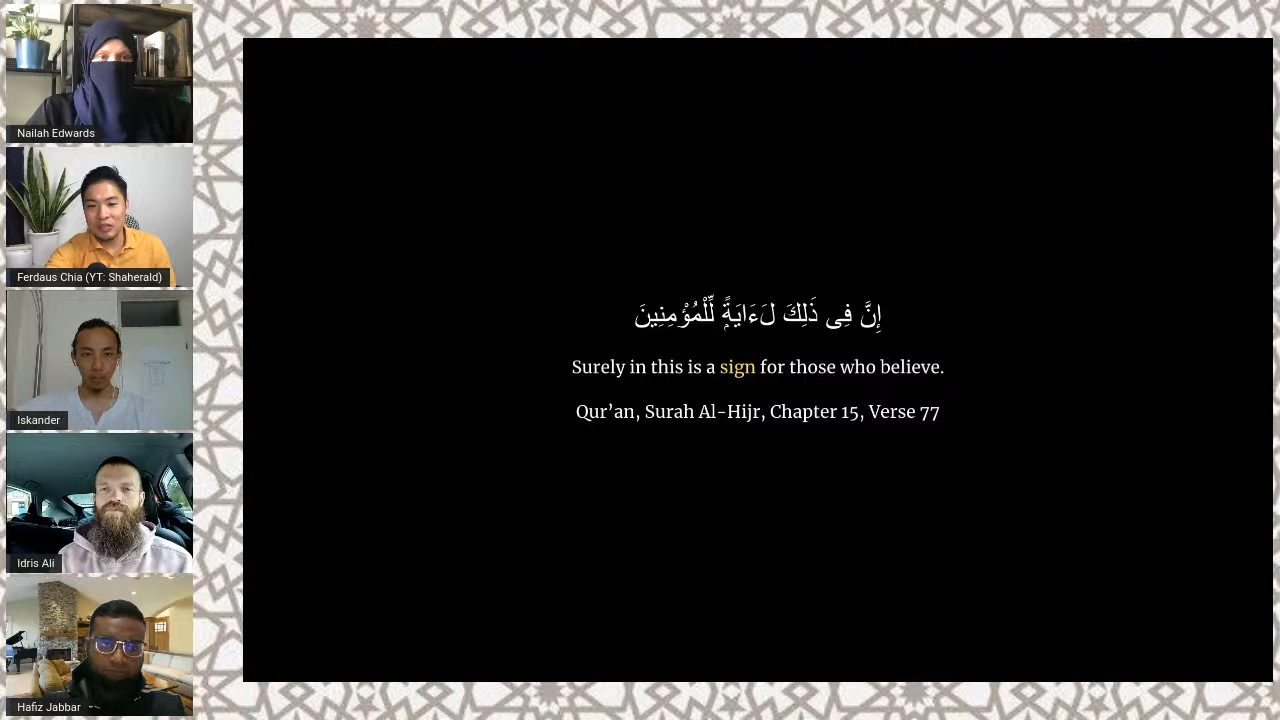 Nailah Edwards
Ferdaus Chia (YT: Shaherald)
Iskander
Idris Ali
Hafiz Jabbar
إِنَّ فِى ذَٰلِكَ لَـَٔايَةًۭ لِّلْمُؤْمِنِينَ
Surely in this is a sign for those who believe.
Qur’an, Surah Al-Hijr, Chapter 15, Verse 77